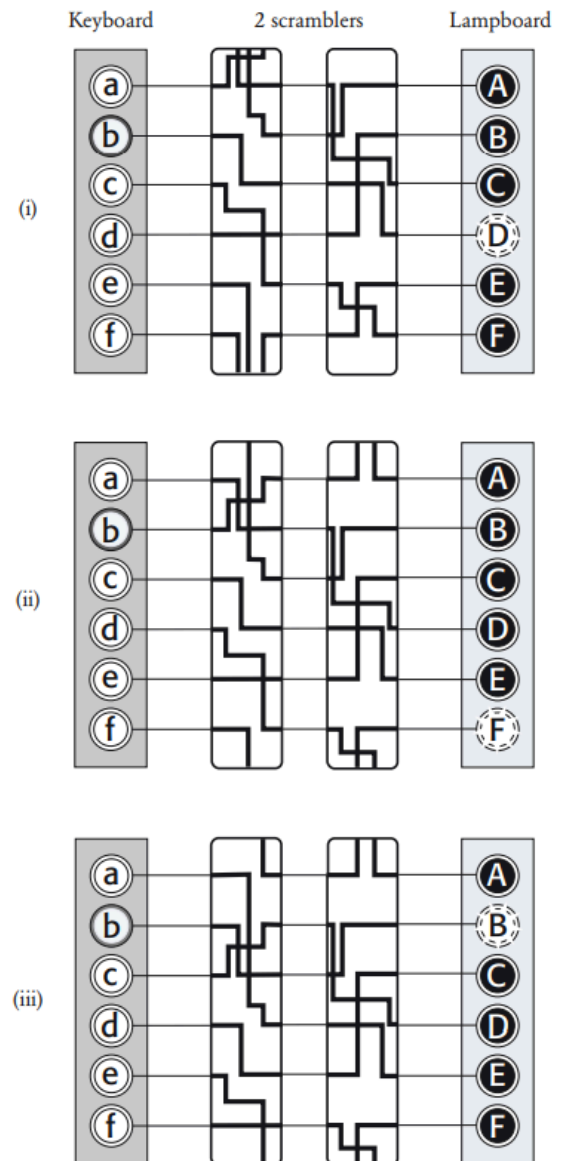 Keyboard 2 scramblers Lampboard
a A
b B
c C
(i)
d D
e E
f F
a A
b B
c C
(ii)
d D
e E
f F
a A
b B
c C
(iii)
d D
e E
f F